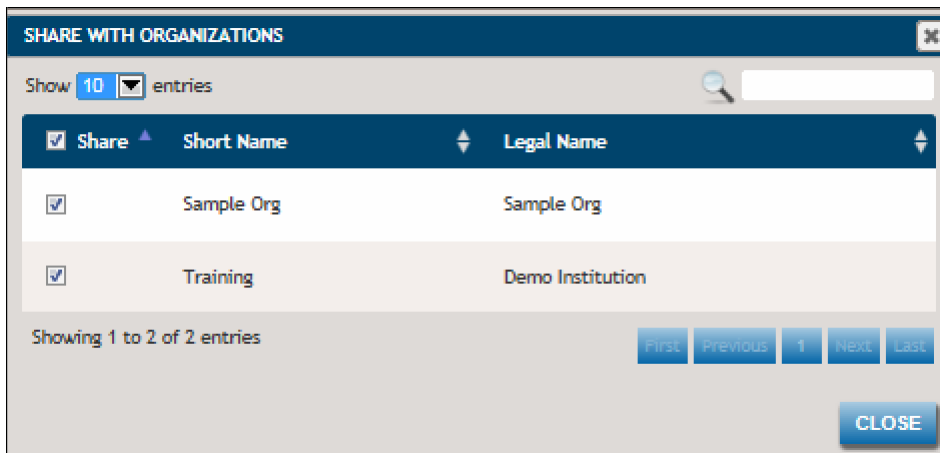 SHARE WITH ORGANIZATIONS
Show 10 entries
Share Short Name Legal Name
Sample Org Sample Org
Training Demo Institution
Showing 1 to 2 of 2 entries First Previous 1 Next Last
CLOSE